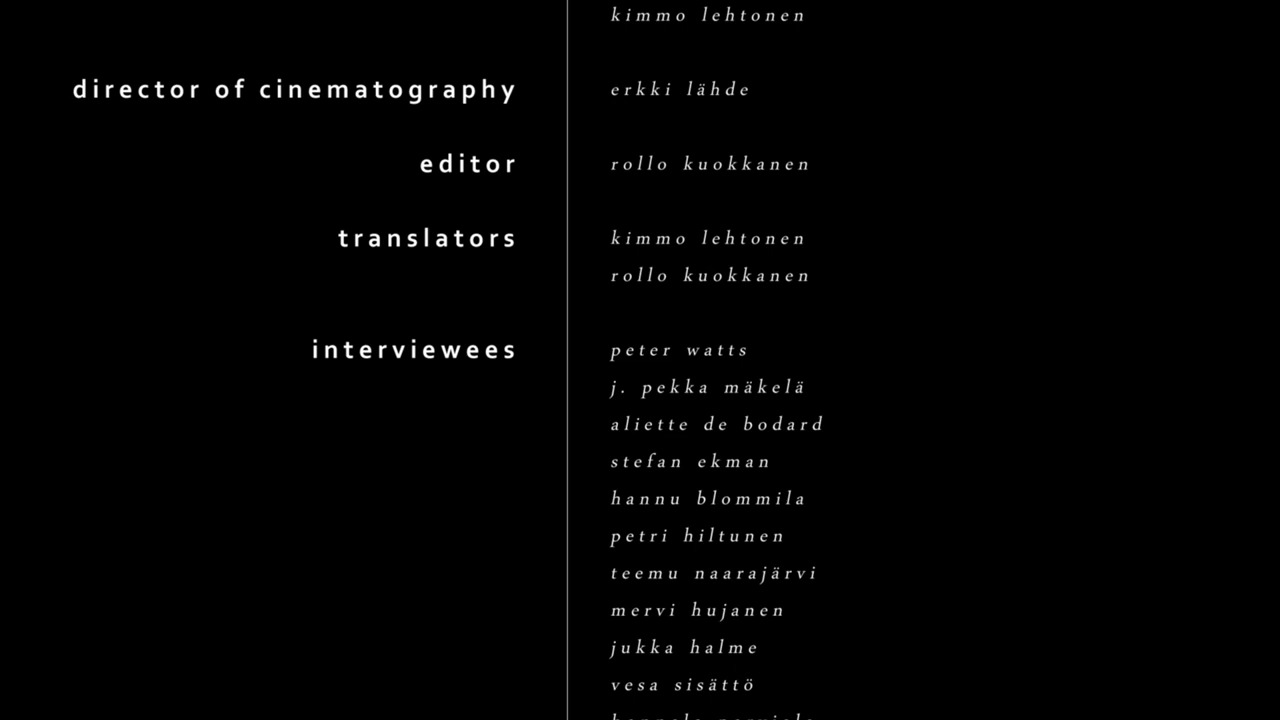 kimmo lehtonen
director of cinematography erkki lähde
editor rollo kuokkanen
translators kimmo lehtonen
rollo kuokkanen
interviewees peter watts
j. pekka mäkelä
aliette de bodard
stefan ekman
hannu blommila
petri hiltunen
teemu naarajärvi
mervi hujanen
jukka halme
vesa sisättö